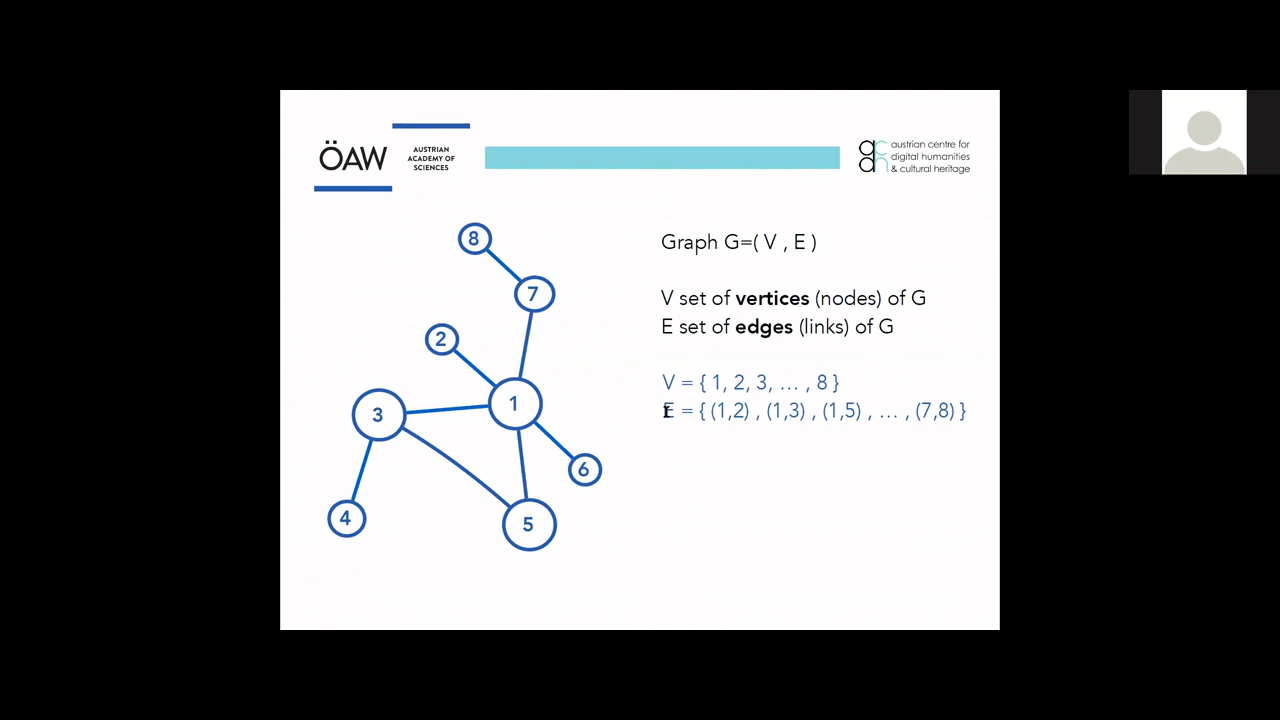 ÖAW
AUSTRIAN
ACADEMY OF
SCIENCES
austrian centre for
digital humanities
& cultural heritage
8
7
2
1
3
6
4
5
Graph G=( V , E )
V set of vertices (nodes) of G
E set of edges (links) of G
V = { 1, 2, 3, … , 8 }
E = { (1,2) , (1,3) , (1,5) , … , (7,8) }